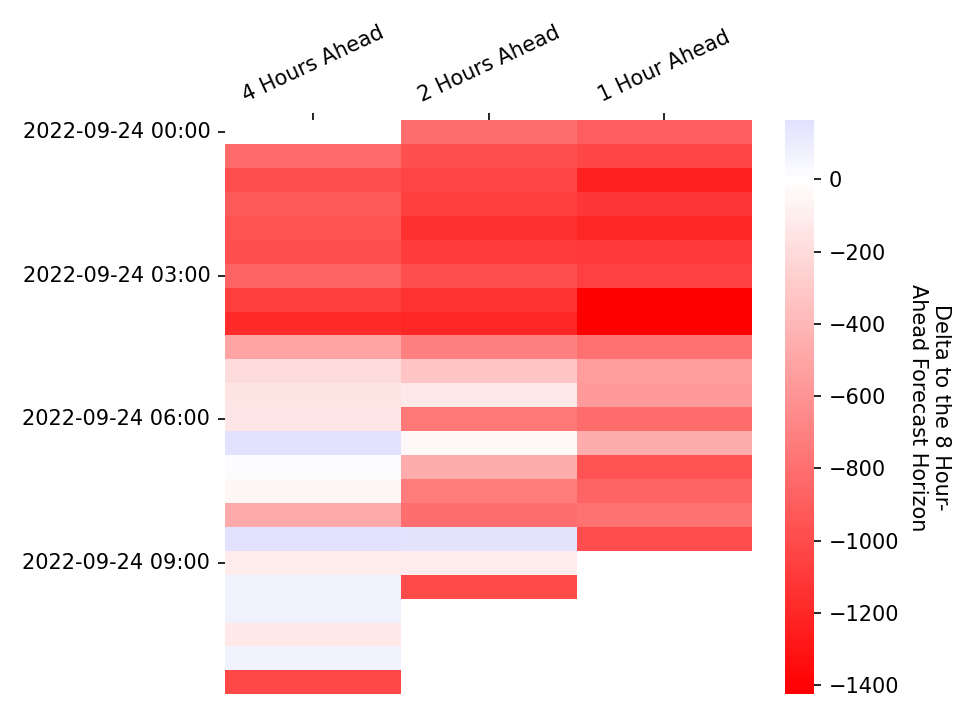 4 Hours Ahead
2 Hours Ahead
1 Hour Ahead
2022-09-24 00:00
2022-09-24 03:00
2022-09-24 06:00
2022-09-24 09:00
0
−200
−400
−600
−800
−1000
−1200
−1400
Delta to the 8 Hour-
Ahead Forecast Horizon